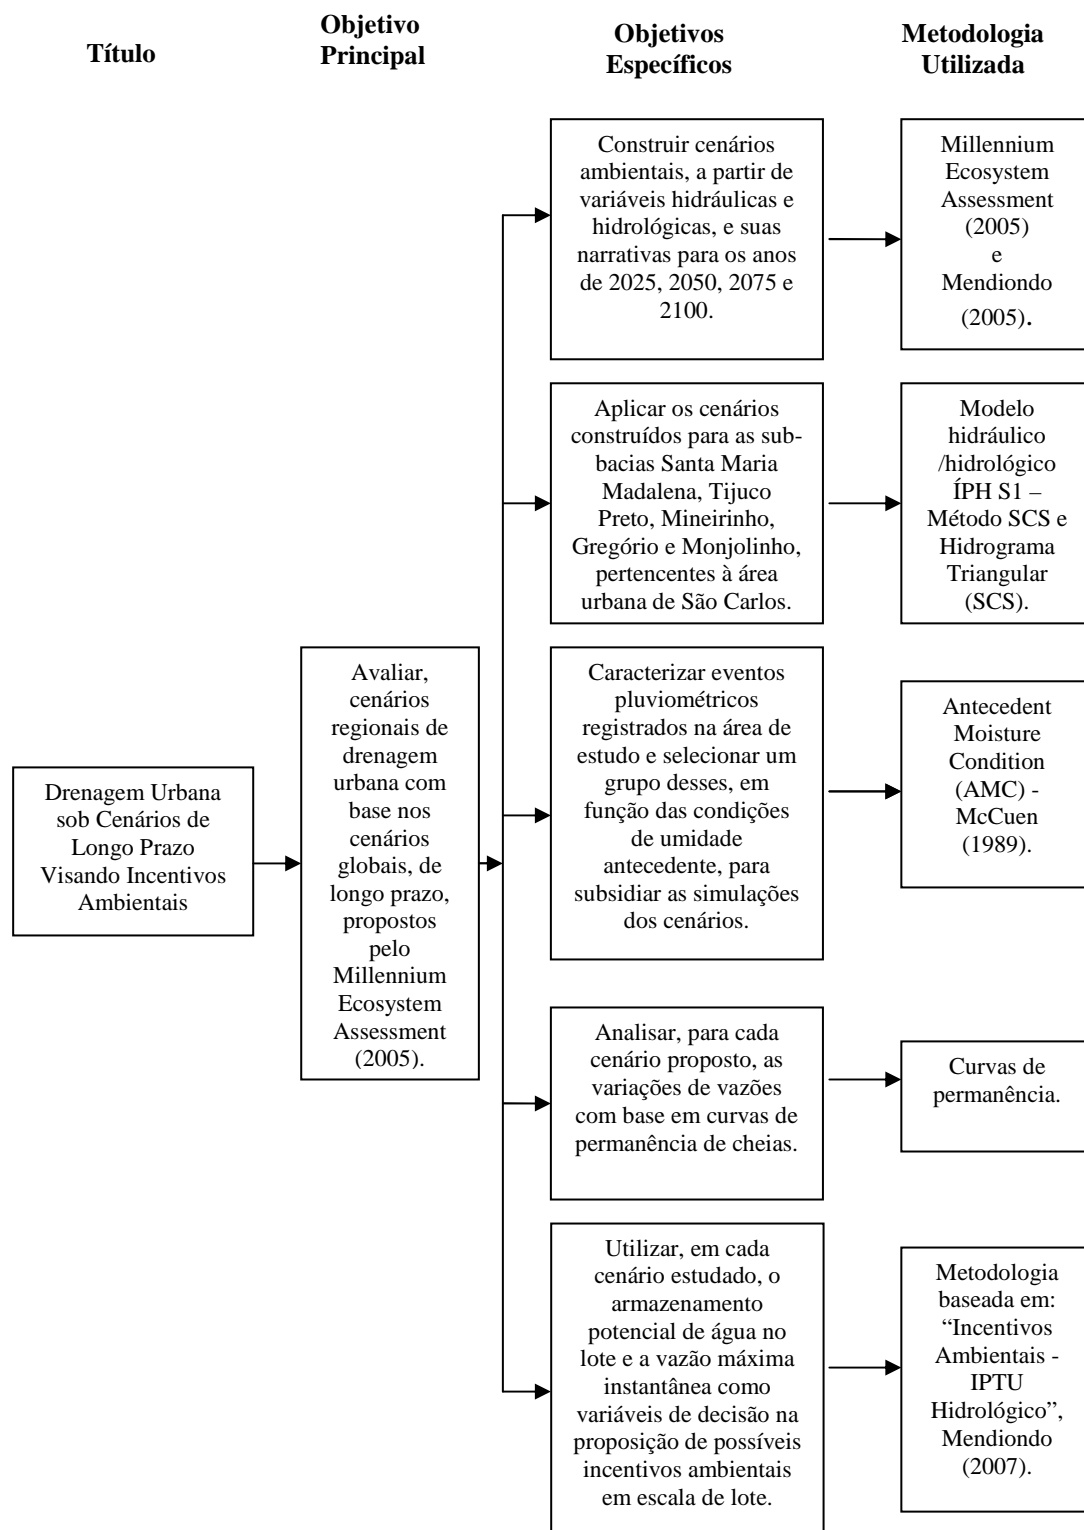 Título
Objetivo
Principal
Objetivos
Específicos
Metodologia
Utilizada
Drenagem Urbana
sob Cenários de
Longo Prazo
Visando Incentivos
Ambientais
Avaliar,
cenários
regionais de
drenagem
urbana com
base nos
cenários
globais, de
longo prazo,
propostos
pelo
Millennium
Ecosystem
Assessment
(2005).
Construir cenários
ambientais, a partir de
variáveis hidráulicas e
hidrológicas, e suas
narrativas para os anos
de 2025, 2050, 2075 e
2100.
Millennium
Ecosystem
Assessment
(2005)
e
Mendiondo
(2005).
Aplicar os cenários
construídos para as sub-
bacias Santa Maria
Madalena, Tijuco
Preto, Mineirinho,
Gregório e Monjolinho,
pertencentes à área
urbana de São Carlos.
Modelo
hidráulico
/hidrológico
ÍPH S1 –
Método SCS e
Hidrograma
Triangular
(SCS).
Caracterizar eventos
pluviométricos
registrados na área de
estudo e selecionar um
grupo desses, em
função das condições
de umidade
antecedente, para
subsidiar as simulações
dos cenários.
Antecedent
Moisture
Condition
(AMC) -
McCuen
(1989).
Analisar, para cada
cenário proposto, as
variações de vazões
com base em curvas de
permanência de cheias.
Curvas de
permanência.
Utilizar, em cada
cenário estudado, o
armazenamento
potencial de água no
lote e a vazão máxima
instantânea como
variáveis de decisão na
proposição de possíveis
incentivos ambientais
em escala de lote.
Metodologia
baseada em:
“Incentivos
Ambientais -
IPTU
Hidrológico”,
Mendiondo
(2007).